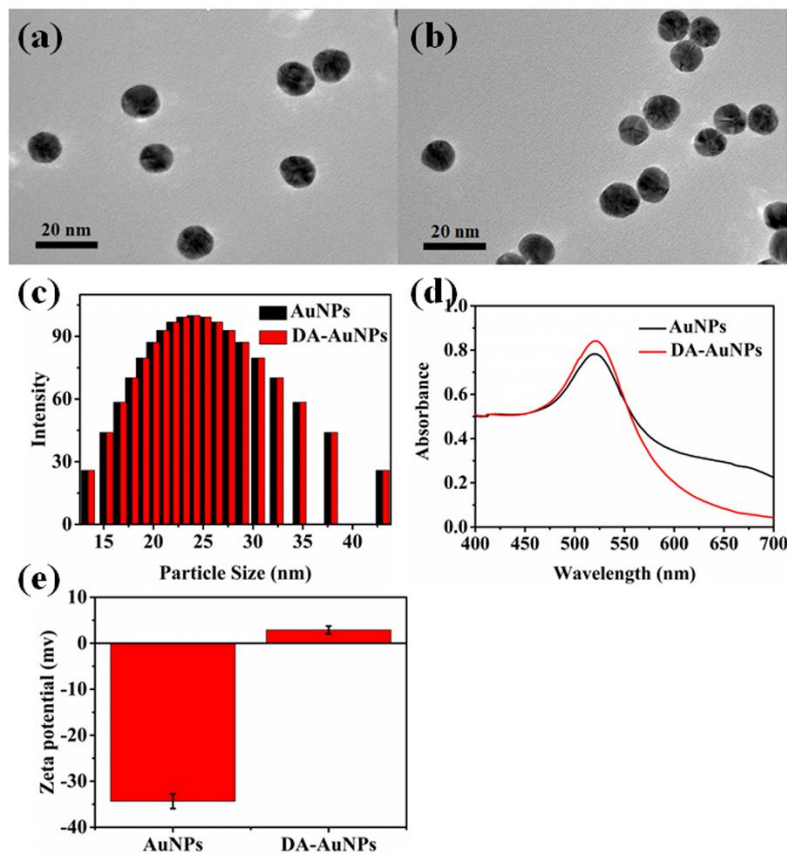 (a)
(b)
20 nm
20 nm
(c)
AuNPs
DA-AuNPs
Intensity
90
60
30
0
15 20 25 30 35 40
Particle Size (nm)
(d)
AuNPs
DA-AuNPs
Absorbance
1.0
0.8
0.6
0.4
0.2
0.0
400 450 500 550 600 650 700
Wavelength (nm)
(e)
Zeta potential (mv)
10
0
-10
-20
-30
-40
AuNPs DA-AuNPs